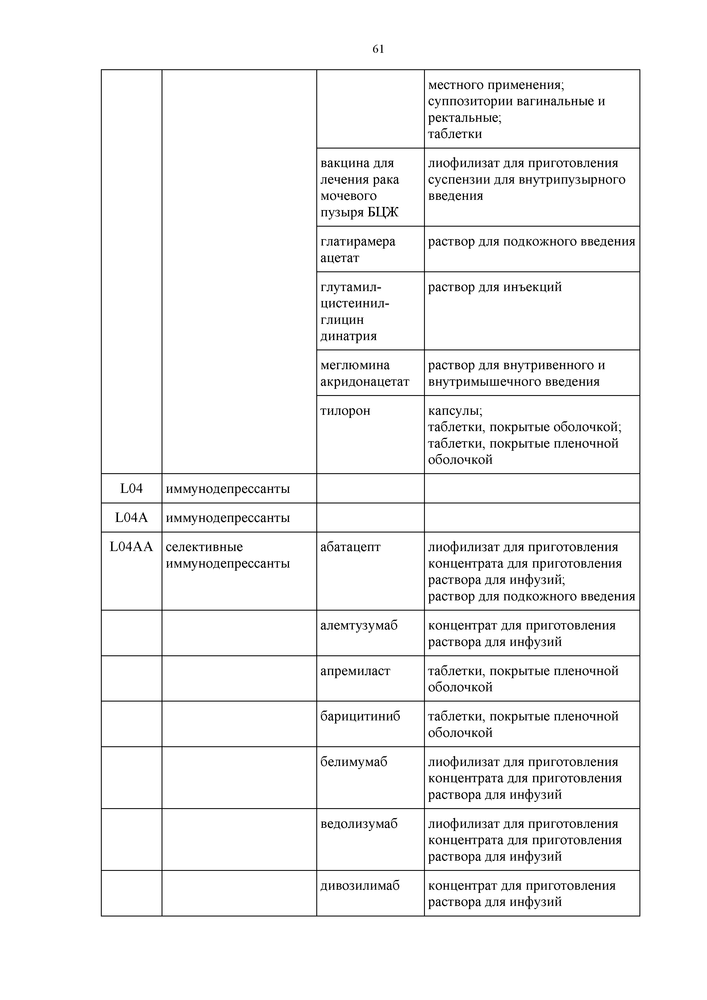 61
местного применения;
суппозитории вагинальные и
ректальные;
таблетки
вакцина для
лечения рака
мочевого
пузыря БЦЖ
лиофилизат для приготовления
суспензии для внутрипузырного
введения
глатирамера
ацетат
раствор для подкожного введения
глутамил-
цистеинил-
глицин
динатрия
раствор для инъекций
меглюмина
акридонацетат
раствор для внутривенного и
внутримышечного введения
тилорон
капсулы;
таблетки, покрытые оболочкой;
таблетки, покрытые пленочной
оболочкой
L04
иммунодепрессанты
L04A
иммунодепрессанты
L04AA
селективные
иммунодепрессанты
абатацепт
лиофилизат для приготовления
концентрата для приготовления
раствора для инфузий;
раствор для подкожного введения
алемтузумаб
концентрат для приготовления
раствора для инфузий
апремиласт
таблетки, покрытые пленочной
оболочкой
барицитиниб
таблетки, покрытые пленочной
оболочкой
белимумаб
лиофилизат для приготовления
концентрата для приготовления
раствора для инфузий
ведолизумаб
лиофилизат для приготовления
концентрата для приготовления
раствора для инфузий
дивозилимаб
концентрат для приготовления
раствора для инфузий